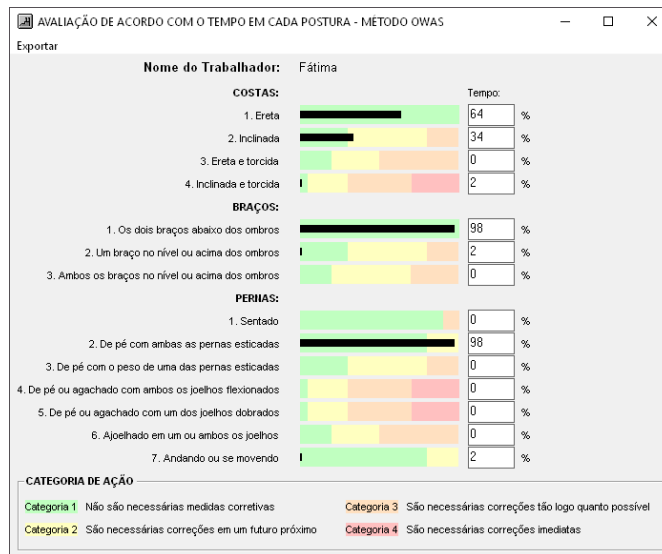 AVALIAÇÃO DE ACORDO COM O TEMPO EM CADA POSTURA - MÉTODO OWAS
Exportar
Nome do Trabalhador: Fátima
COSTAS: Tempo:
1. Ereta 64 %
2. Inclinada 34 %
3. Ereta e torcida 0 %
4. Inclinada e torcida 2 %
BRAÇOS:
1. Os dois braços abaixo dos ombros 98 %
2. Um braço no nível ou acima dos ombros 2 %
3. Ambos os braços no nível ou acima dos ombros 0 %
PERNAS:
1. Sentado 0 %
2. De pé com ambas as pernas esticadas 98 %
3. De pé com o peso de uma das pernas esticadas 0 %
4. De pé ou agachado com ambos os joelhos flexionados 0 %
5. De pé ou agachado com um dos joelhos dobrados 0 %
6. Ajoelhado em um ou ambos os joelhos 0 %
7. Andando ou se movendo 2 %
CATEGORIA DE AÇÃO
Categoria 1 Não são necessárias medidas corretivas Categoria 3 São necessárias correções tão logo quanto possível
Categoria 2 São necessárias correções em um futuro próximo Categoria 4 São necessárias correções imediatas